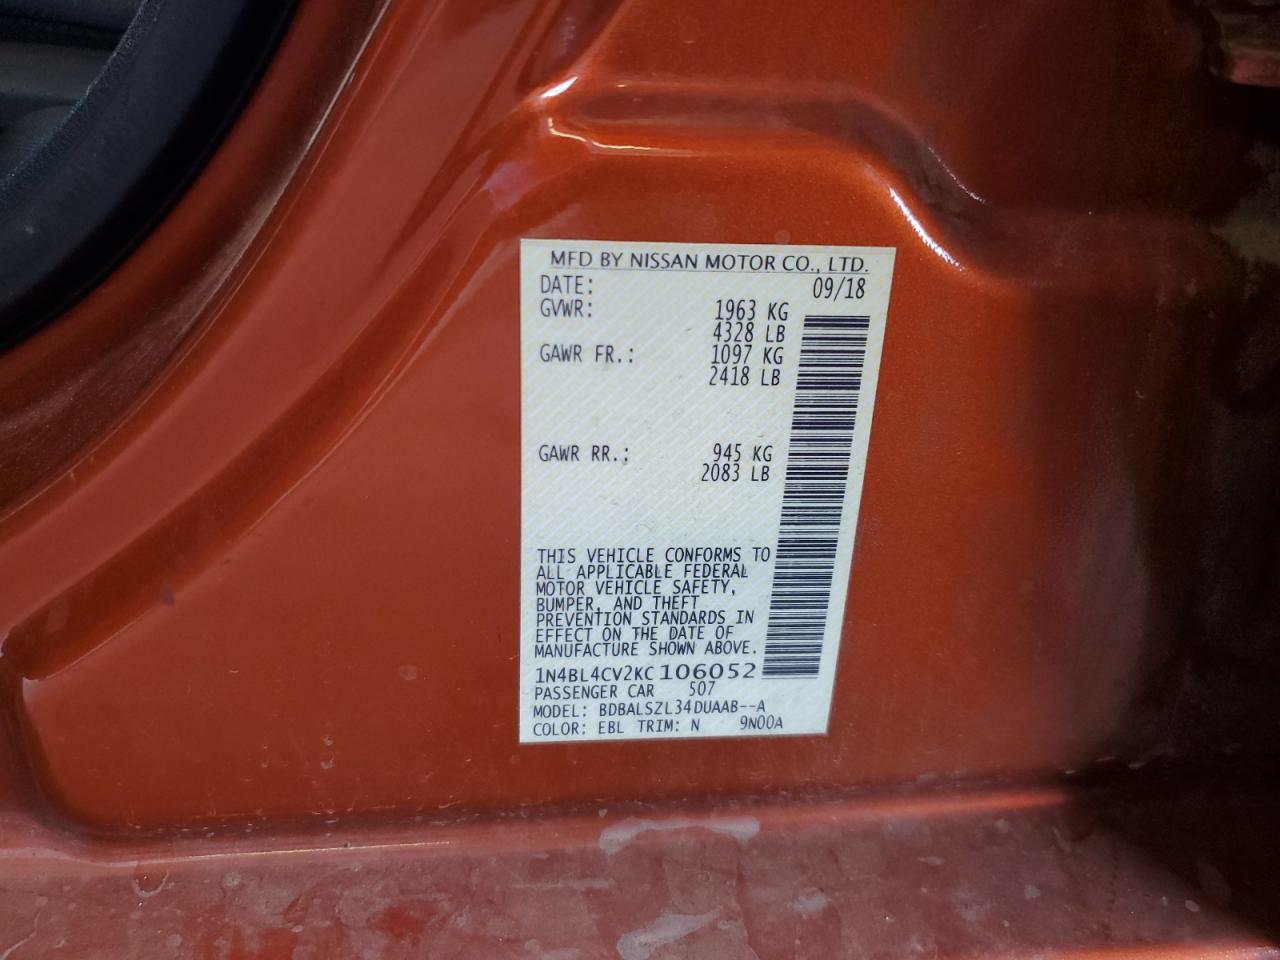 MFD BY NISSAN MOTOR CO., LTD.
DATE: 09/18
GVWR: 1963 KG
4328 LB
GAWR FR.: 1097 KG
2418 LB
GAWR RR.: 945 KG
2083 LB
THIS VEHICLE CONFORMS TO
ALL APPLICABLE FEDERAL
MOTOR VEHICLE SAFETY,
BUMPER, AND THEFT
PREVENTION STANDARDS IN
EFFECT ON THE DATE OF
MANUFACTURE SHOWN ABOVE.
1N4BL4CV2KC106052
PASSENGER CAR 507
MODEL: BDBALSZL34DUAAB--A
COLOR: EBL TRIM: N 9N00A